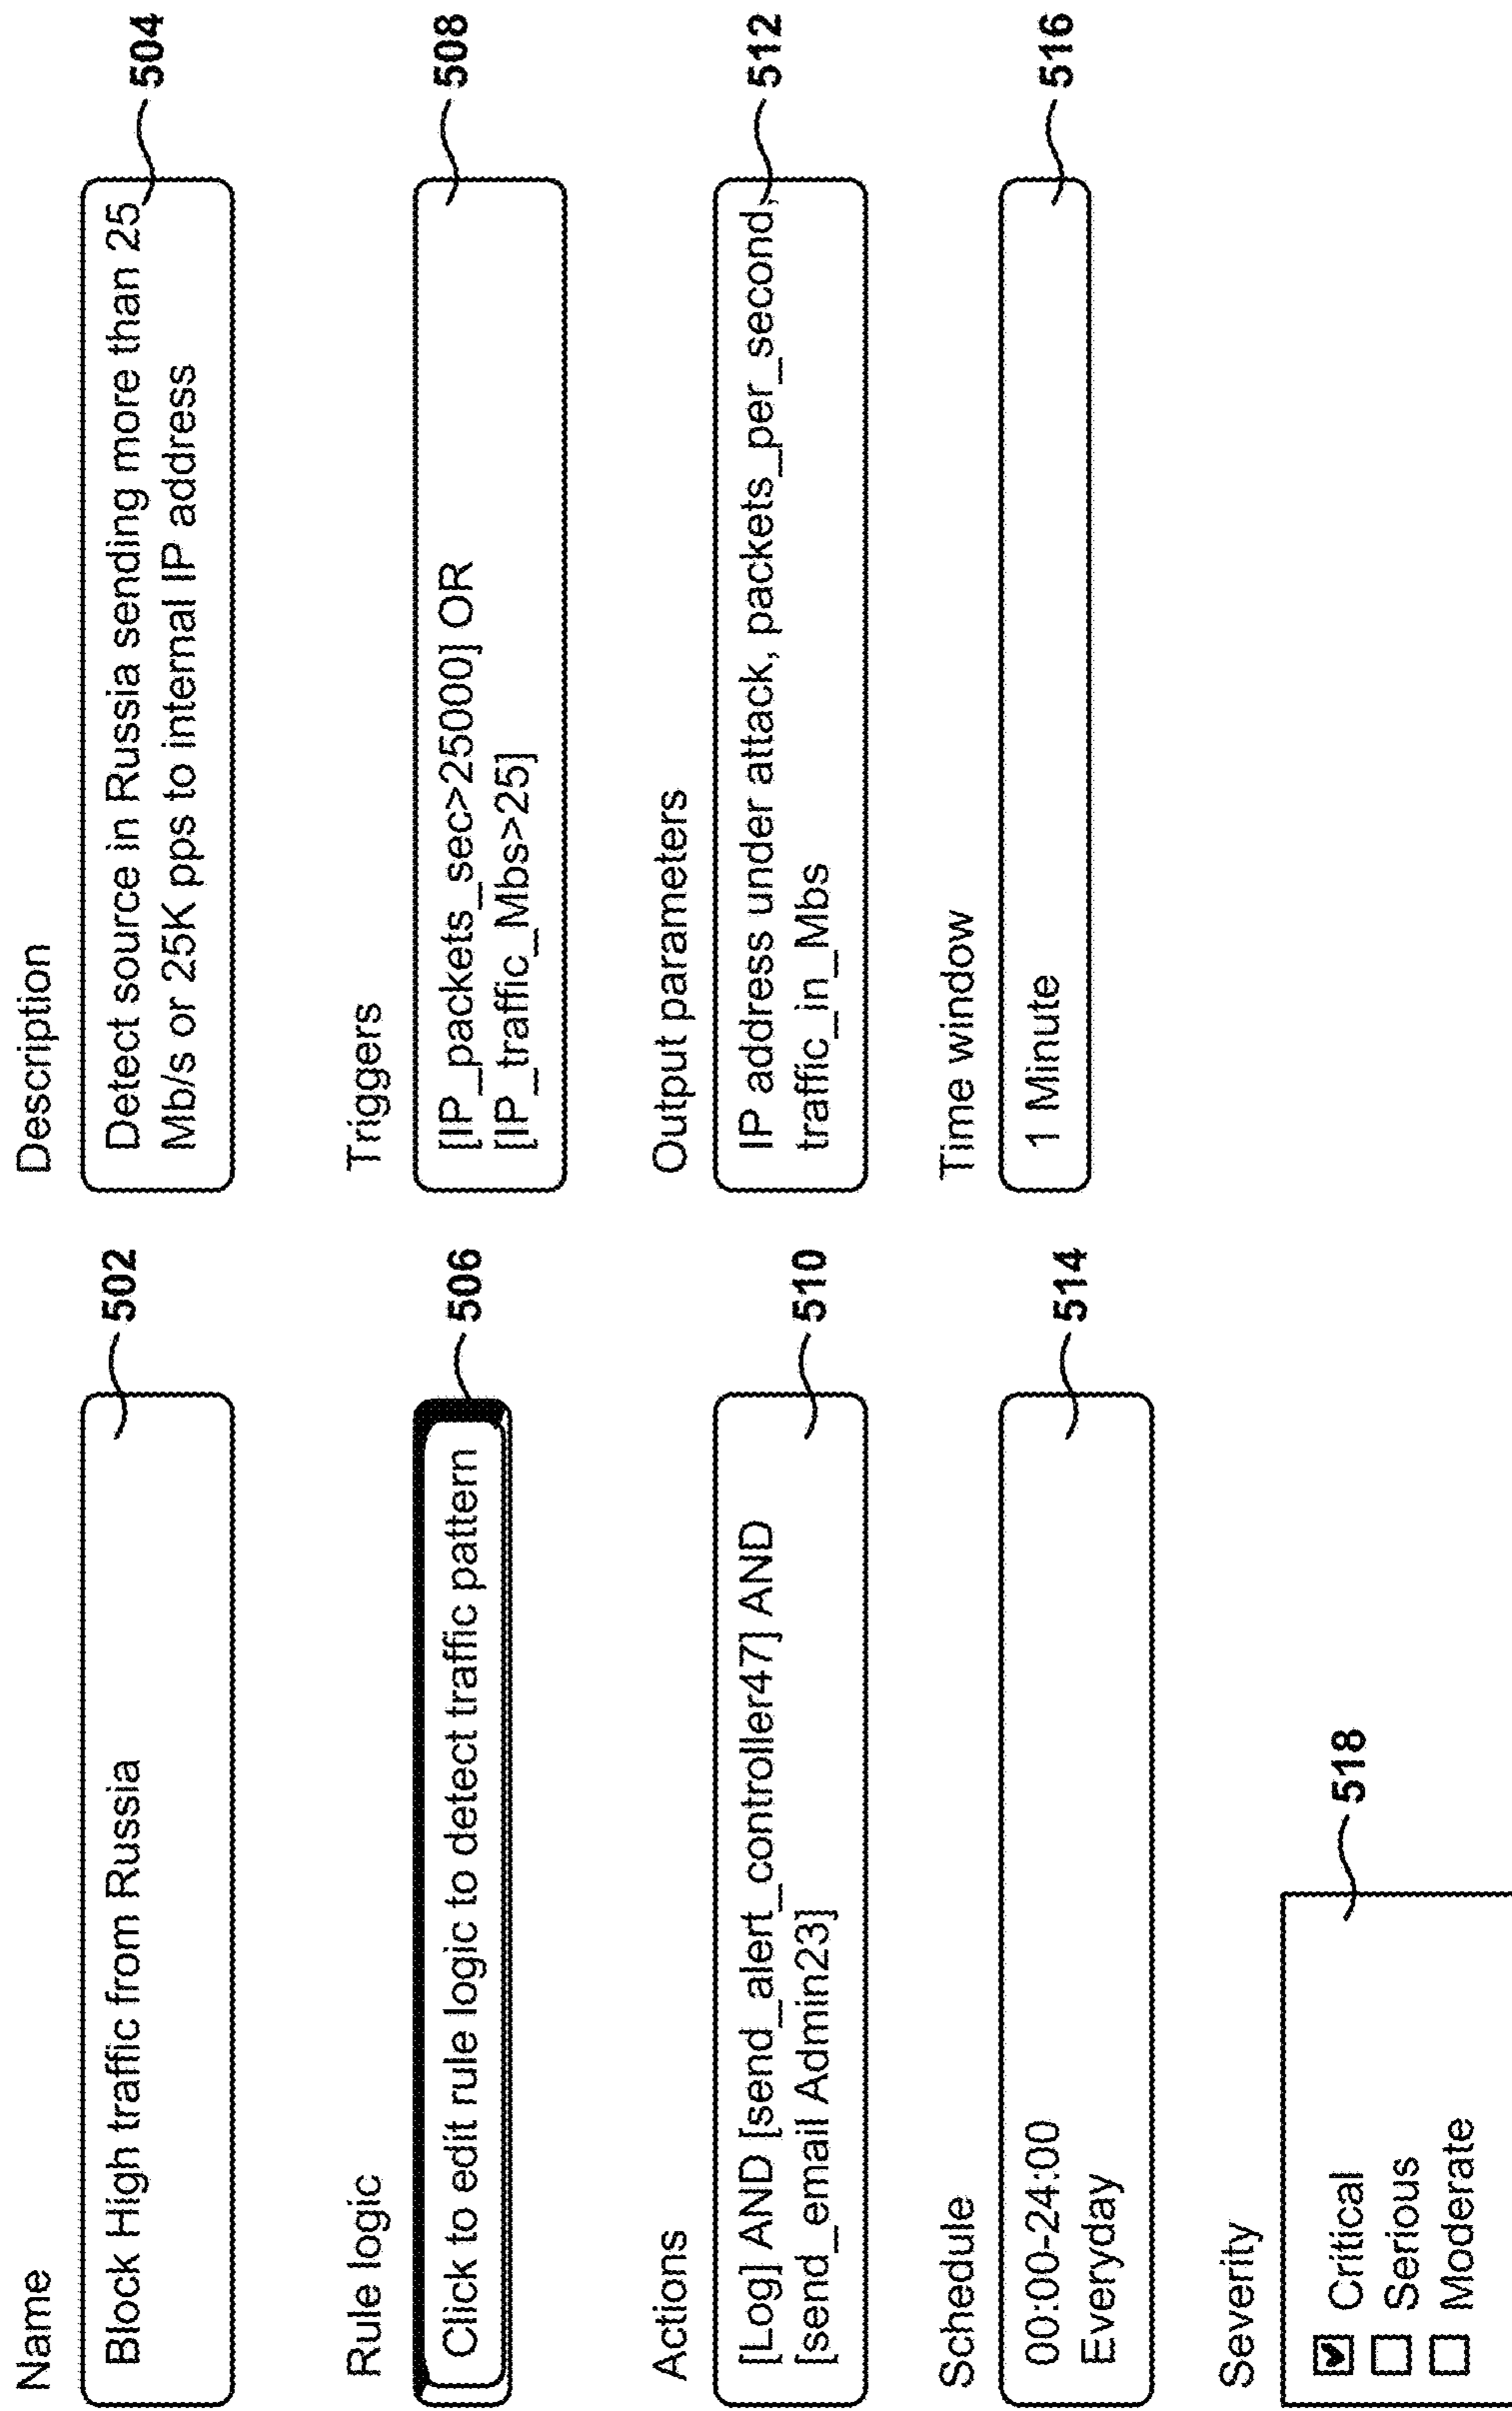 Name
Block High traffic from Russia
502
Description
Detect source in Russia sending more than 25
Mb/s or 25K pps to internal IP address
504
Rule logic
Click to edit rule logic to detect traffic pattern
506
Triggers
[IP_packets_sec>25000] OR
[IP_traffic_Mbs>25]
508
Actions
[Log] AND [send_alert_controller47] AND
[send_email Admin23]
510
Output parameters
IP address under attack, packets_per_second,
traffic_in_Mbs
512
Schedule
00:00-24:00
Everyday
514
Time window
1 Minute
516
Severity
Critical
Serious
Moderate
518